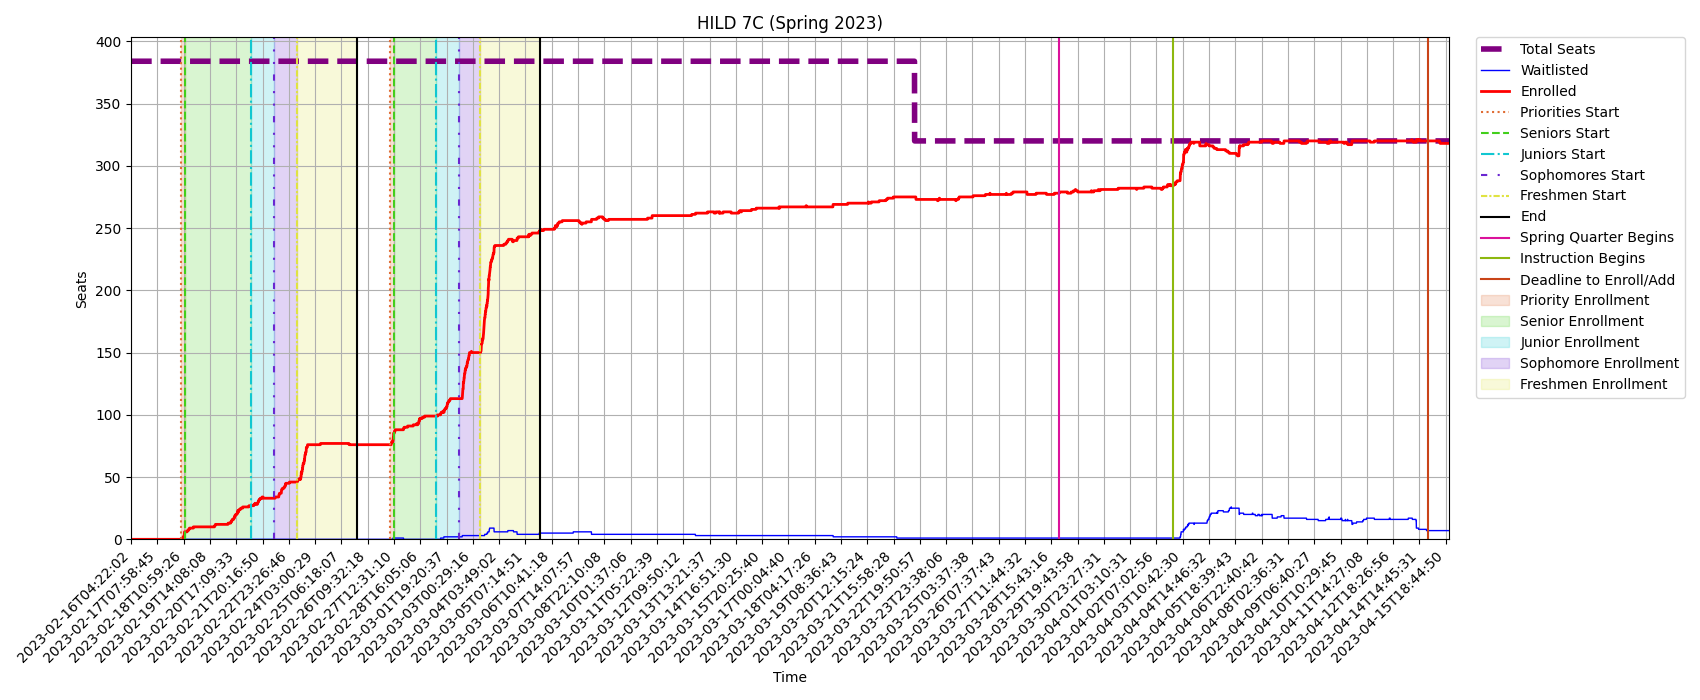 HILD 7C (Spring 2023)
400
350
300
250
200
150
100
50
0
Seats
2023-02-16T04:22:02
2023-02-17T07:58:45
2023-02-18T10:59:26
2023-02-19T14:08:08
2023-02-20T17:09:33
2023-02-21T20:16:50
2023-02-22T23:26:46
2023-02-24T03:00:29
2023-02-25T06:18:07
2023-02-26T09:32:18
2023-02-27T12:31:10
2023-02-28T16:05:06
2023-03-01T19:20:37
2023-03-03T00:29:16
2023-03-04T03:49:02
2023-03-05T07:14:51
2023-03-06T10:41:18
2023-03-07T14:07:57
2023-03-08T22:10:08
2023-03-10T01:37:06
2023-03-11T05:22:39
2023-03-12T09:50:12
2023-03-13T13:21:37
2023-03-14T16:51:30
2023-03-15T20:25:40
2023-03-17T00:04:40
2023-03-18T04:17:26
2023-03-19T08:36:43
2023-03-20T12:15:24
2023-03-21T15:58:28
2023-03-22T19:50:57
2023-03-23T23:38:05
2023-03-25T03:37:38
2023-03-26T07:37:43
2023-03-27T11:44:32
2023-03-28T15:43:16
2023-03-29T19:43:58
2023-03-30T23:27:31
2023-04-01T03:10:31
2023-04-02T07:02:56
2023-04-03T10:42:30
2023-04-04T14:46:32
2023-04-05T18:39:43
2023-04-06T22:40:42
2023-04-08T02:36:31
2023-04-09T06:40:27
2023-04-10T10:29:45
2023-04-11T14:27:08
2023-04-12T18:26:56
2023-04-14T14:45:31
2023-04-15T18:44:50
Time
Total Seats
Waitlisted
Enrolled
Priorities Start
Seniors Start
Juniors Start
Sophomores Start
Freshmen Start
End
Spring Quarter Begins
Instruction Begins
Deadline to Enroll/Add
Priority Enrollment
Senior Enrollment
Junior Enrollment
Sophomore Enrollment
Freshmen Enrollment